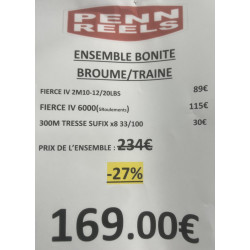 PENN
REELS
ENSEMBLE BONITE
BROUME/TRAINE
FIERCE IV 2M10-12/20LBS 89€
FIERCE IV 6000(5Roulements) 115€
300M TRESSE SUFIX x8 33/100 30€
PRIX DE L'ENSEMBLE : 234€
-27%
169.00€